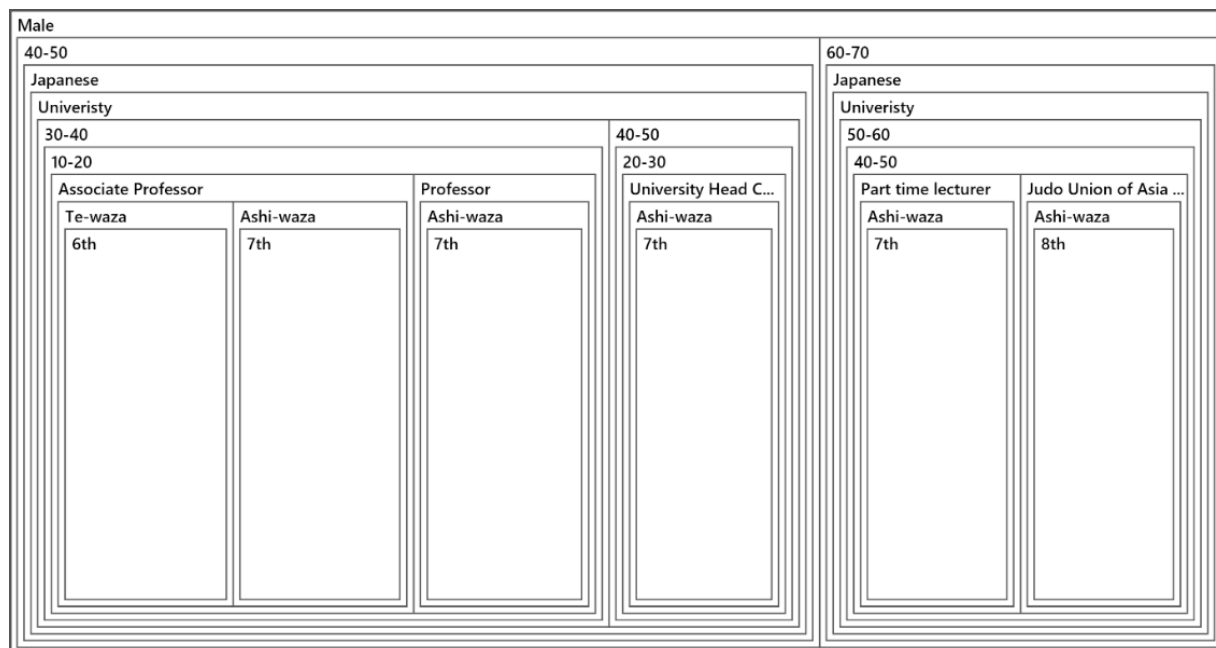 Male
40-50 60-70
Japanese Japanese
Univeristy Univeristy
30-40 40-50 50-60
10-20 20-30 40-50
Associate Professor Professor University Head C... Part time lecturer Judo Union of Asia ...
Te-waza Ashi-waza Ashi-waza Ashi-waza Ashi-waza Ashi-waza
6th 7th 7th 7th 7th 8th